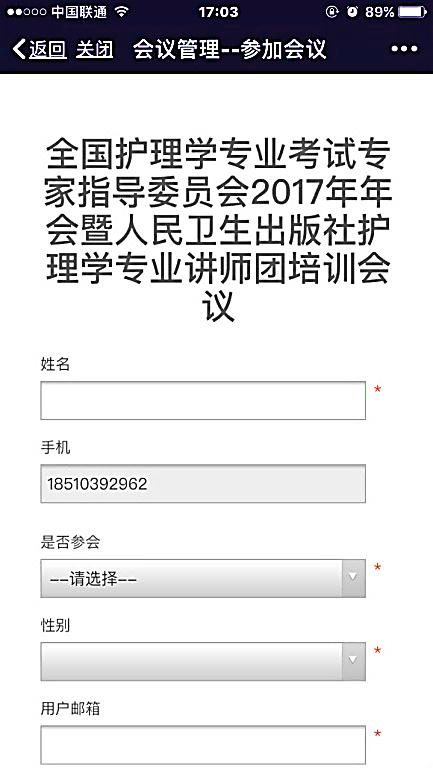 中国联通 17:03 89%
返回 关闭 会议管理--参加会议
全国护理学专业考试专
家指导委员会2017年年
会暨人民卫生出版社护
理学专业讲师团培训会
议
姓名
*
手机
18510392962
是否参会
--请选择-- *
性别
*
用户邮箱
*